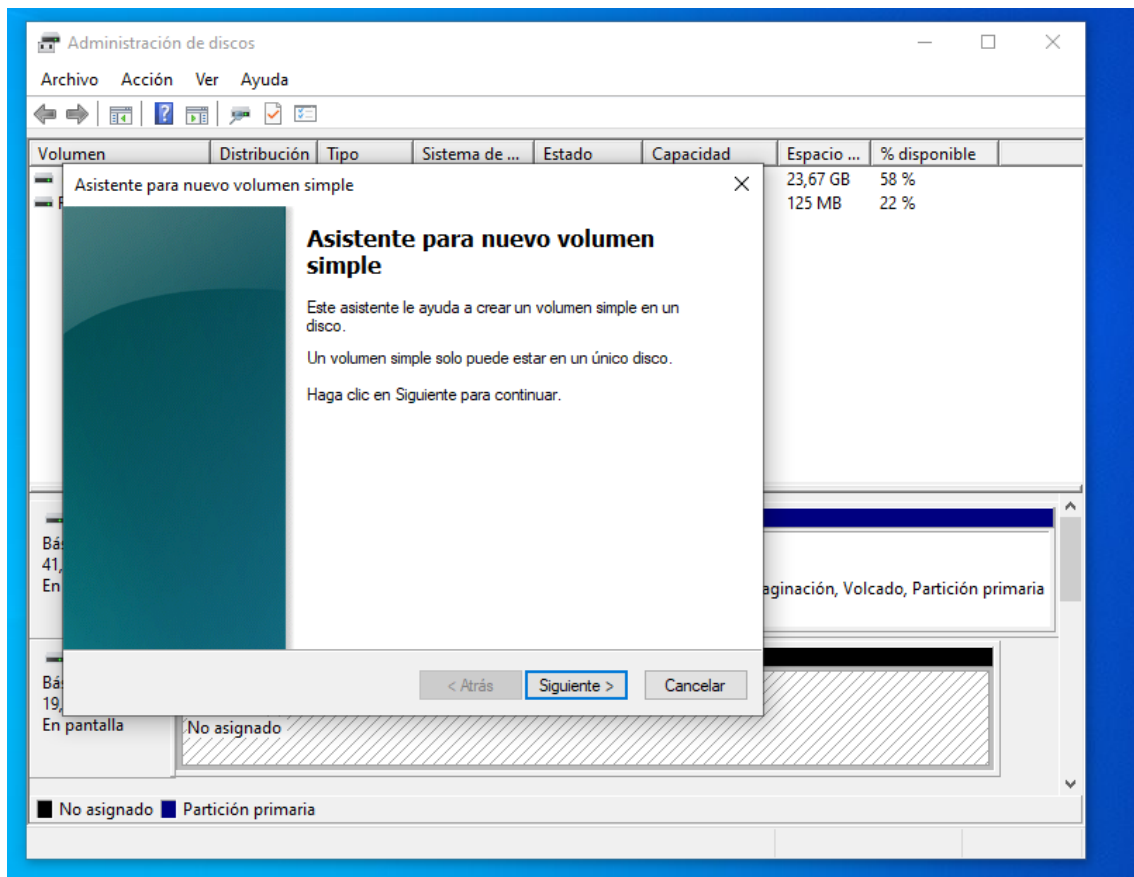 Administración de discos
Archivo Acción Ver Ayuda
Volumen Distribución Tipo Sistema de ... Estado Capacidad Espacio ... % disponible
23,67 GB 58 %
125 MB 22 %
Asistente para nuevo volumen simple
Asistente para nuevo volumen
simple
Este asistente le ayuda a crear un volumen simple en un
disco.
Un volumen simple solo puede estar en un único disco.
Haga clic en Siguiente para continuar.
< Atrás Siguiente > Cancelar
41,
En
Volcado, Partición primaria
19,
En pantalla
No asignado
No asignado Partición primaria